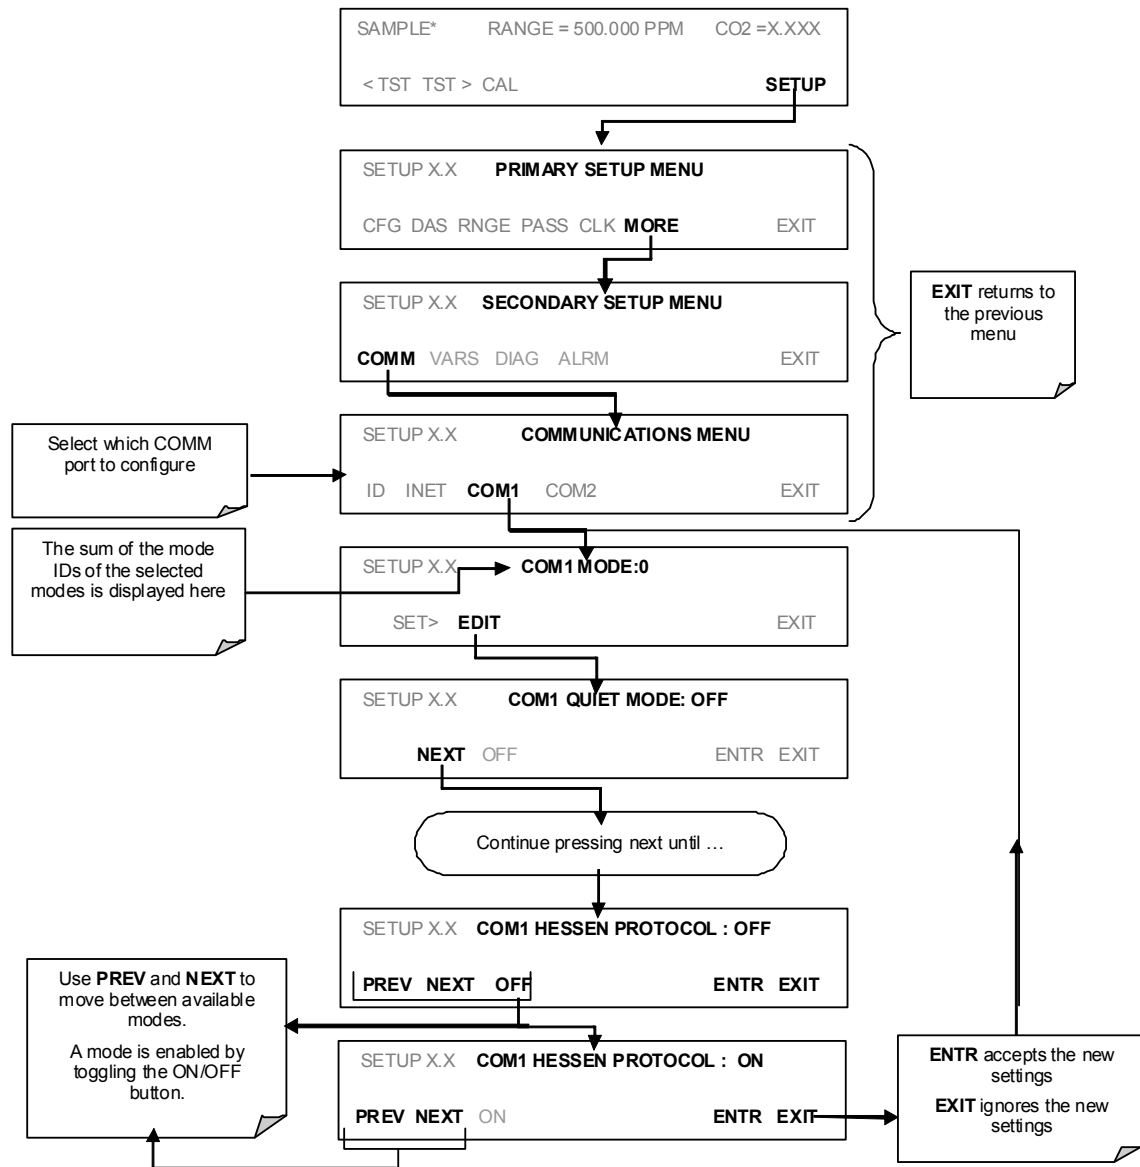 SAMPLE* RANGE = 500.000 PPM CO2 =X.XXX
< TST TST > CAL SETUP
SETUP X.X PRIMARY SETUP MENU
CFG DAS RNGE PASS CLK MORE EXIT
SETUP X.X SECONDARY SETUP MENU
COMM VARS DIAG ALRM EXIT
EXIT returns to
the previous
menu
Select which COMM
port to configure
SETUP X.X COMMUNICATIONS MENU
ID INET COM1 COM2 EXIT
The sum of the mode
IDs of the selected
modes is displayed here
SETUP X.X COM1 MODE:0
SET> EDIT EXIT
SETUP X.X COM1 QUIET MODE: OFF
NEXT OFF ENTR EXIT
Continue pressing next until …
SETUP X.X COM1 HESSEN PROTOCOL : OFF
PREV NEXT OFF ENTR EXIT
Use PREV and NEXT to
move between available
modes.
A mode is enabled by
toggling the ON/OFF
button.
SETUP X.X COM1 HESSEN PROTOCOL : ON
PREV NEXT ON ENTR EXIT
ENTR accepts the new
settings
EXIT ignores the new
settings